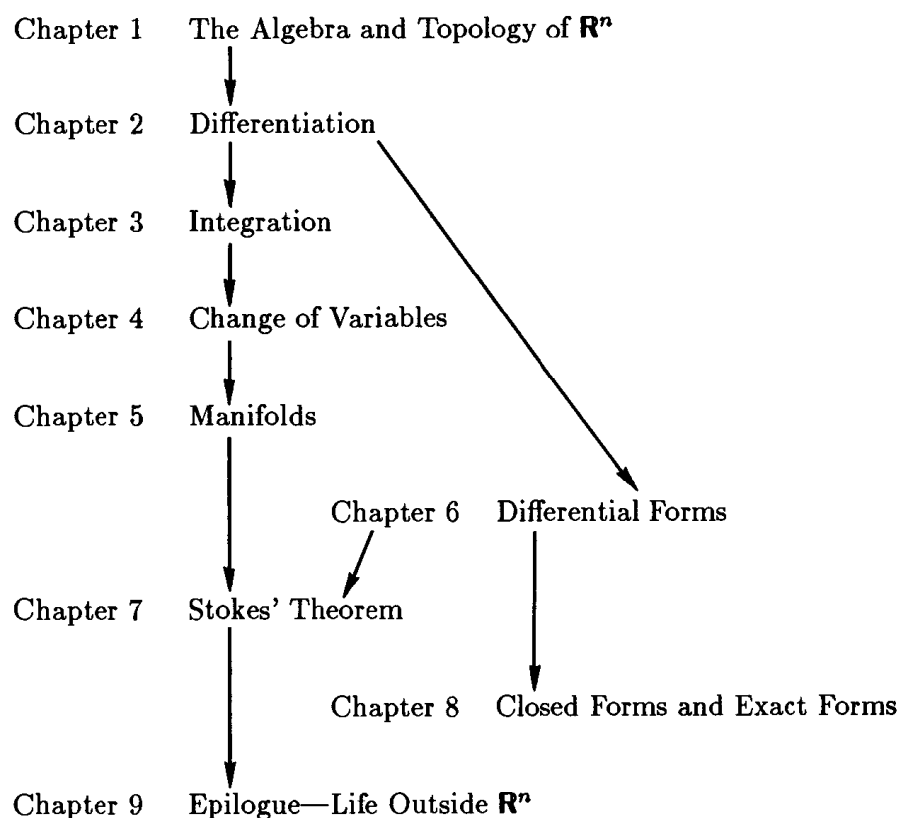 Chapter 1 The Algebra and Topology of Rⁿ
Chapter 2 Differentiation
Chapter 3 Integration
Chapter 4 Change of Variables
Chapter 5 Manifolds
Chapter 6 Differential Forms
Chapter 7 Stokes’ Theorem
Chapter 8 Closed Forms and Exact Forms
Chapter 9 Epilogue—Life Outside Rⁿ